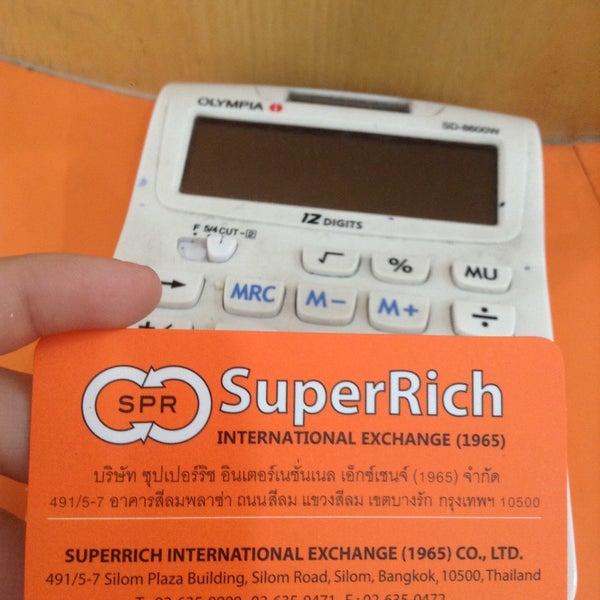 OLYMPIA
SD-8600W
12 DIGITS
F 5/4 CUT -2
√ % MU
→ MRC M- M+ ÷
SPR SuperRich
INTERNATIONAL EXCHANGE (1965)
บริษัท ซุปเปอร์ริช อินเตอร์เนชั่นเนล เอ็กซ์เชนจ์ (1965) จำกัด
491/5-7 อาคารสีลมพลาซ่า ถนนสีลม แขวงสีลม เขตบางรัก กรุงเทพฯ 10500
SUPERRICH INTERNATIONAL EXCHANGE (1965) CO., LTD.
491/5-7 Silom Plaza Building, Silom Road, Silom, Bangkok, 10500, Thailand